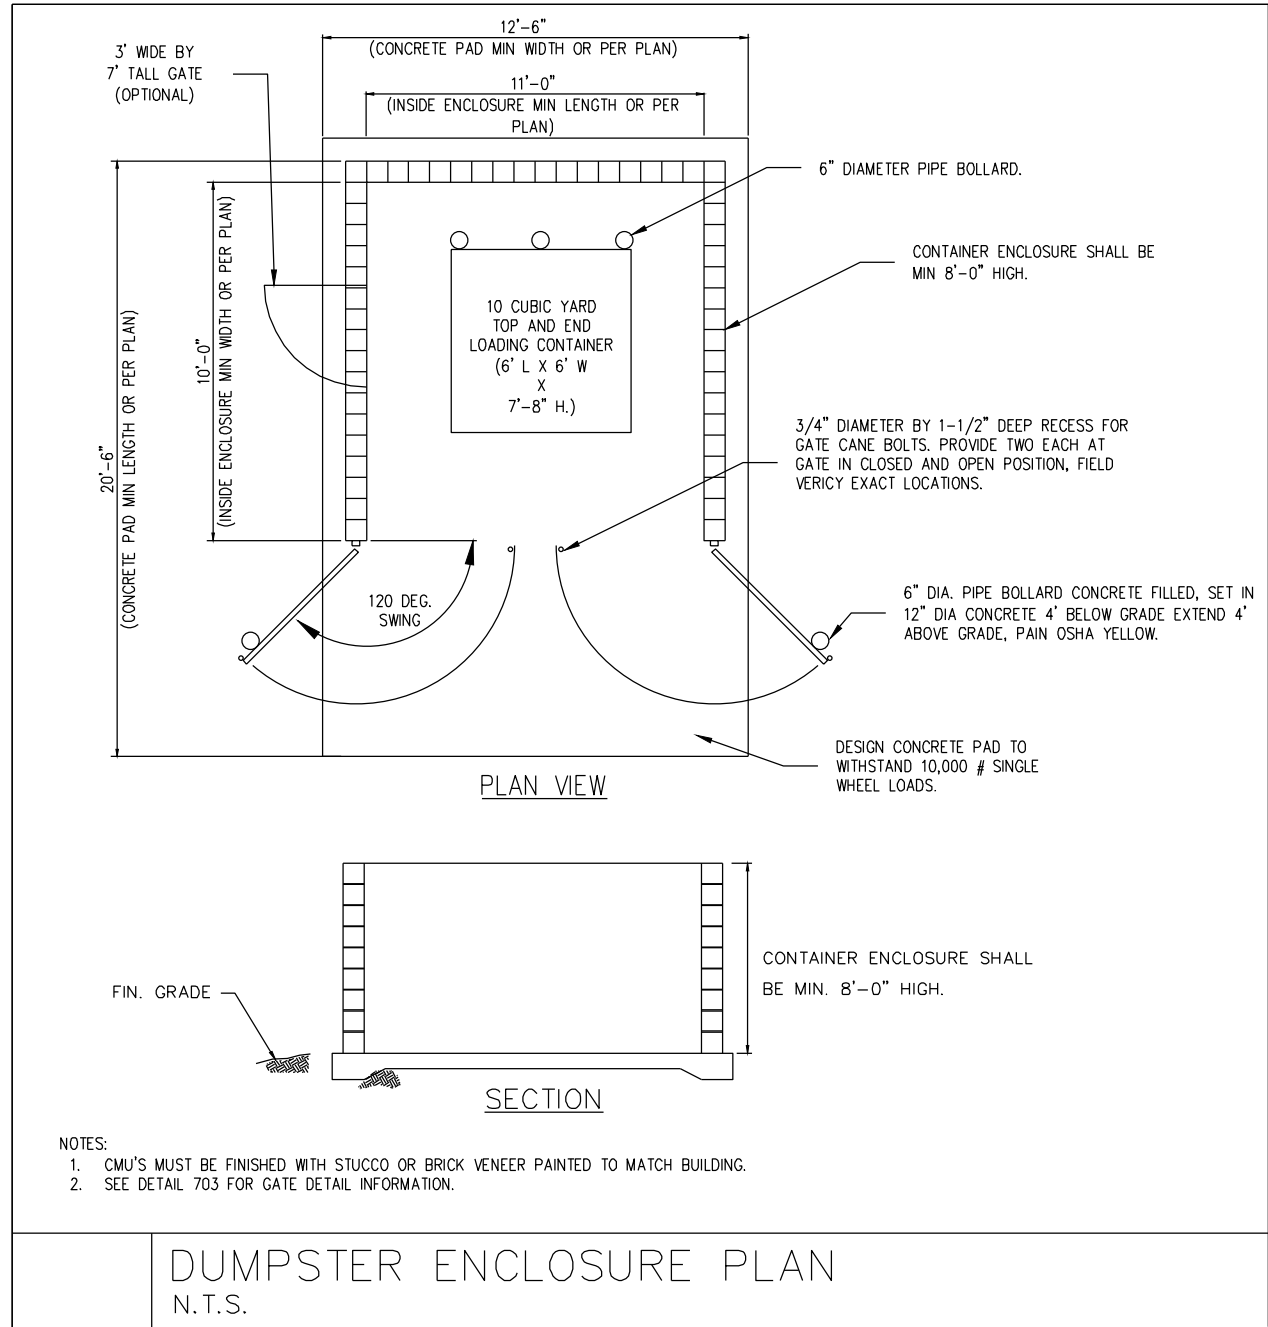 12'-6"
(CONCRETE PAD MIN WIDTH OR PER PLAN)
3' WIDE BY
7' TALL GATE
(OPTIONAL)
11'-0"
(INSIDE ENCLOSURE MIN LENGTH OR PER
PLAN)
6" DIAMETER PIPE BOLLARD.
CONTAINER ENCLOSURE SHALL BE
MIN 8'-0" HIGH.
10 CUBIC YARD
TOP AND END
LOADING CONTAINER
(6' L X 6' W
X
7'-8" H.)
10'-0"
(INSIDE ENCLOSURE MIN WIDTH OR PER PLAN)
20'-6"
(CONCRETE PAD MIN LENGTH OR PER PLAN)
3/4" DIAMETER BY 1-1/2" DEEP RECESS FOR
GATE CANE BOLTS. PROVIDE TWO EACH AT
GATE IN CLOSED AND OPEN POSITION, FIELD
VERICY EXACT LOCATIONS.
120 DEG.
SWING
6" DIA. PIPE BOLLARD CONCRETE FILLED, SET IN
12" DIA CONCRETE 4' BELOW GRADE EXTEND 4'
ABOVE GRADE, PAIN OSHA YELLOW.
DESIGN CONCRETE PAD TO
WITHSTAND 10,000 # SINGLE
WHEEL LOADS.
PLAN VIEW
CONTAINER ENCLOSURE SHALL
BE MIN. 8'-0" HIGH.
FIN. GRADE
SECTION
NOTES:
1. CMU'S MUST BE FINISHED WITH STUCCO OR BRICK VENEER PAINTED TO MATCH BUILDING.
2. SEE DETAIL 703 FOR GATE DETAIL INFORMATION.
DUMPSTER ENCLOSURE PLAN
N.T.S.